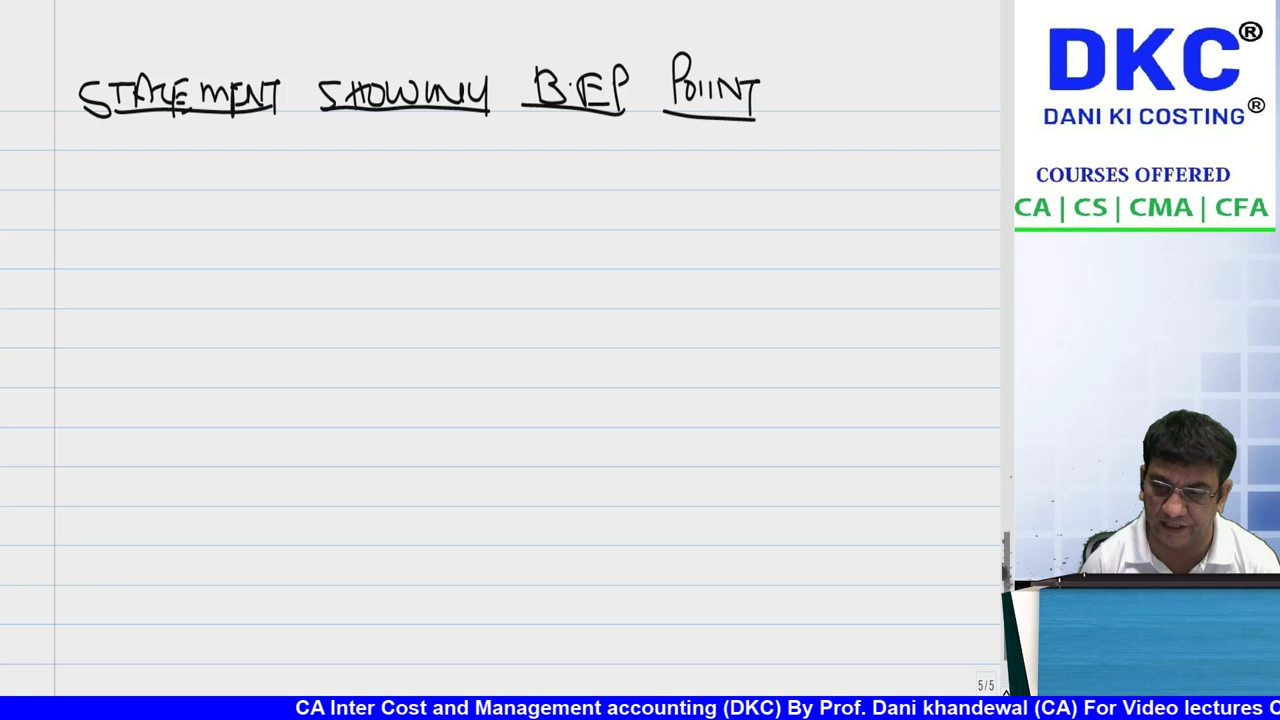 STATEMENT SHOWING B.EP POINT
DKC®
DANI KI COSTING®
COURSES OFFERED
CA | CS | CMA | CFA
5/5
CA Inter Cost and Management accounting (DKC) By Prof. Dani khandewal (CA) For Video lectures C